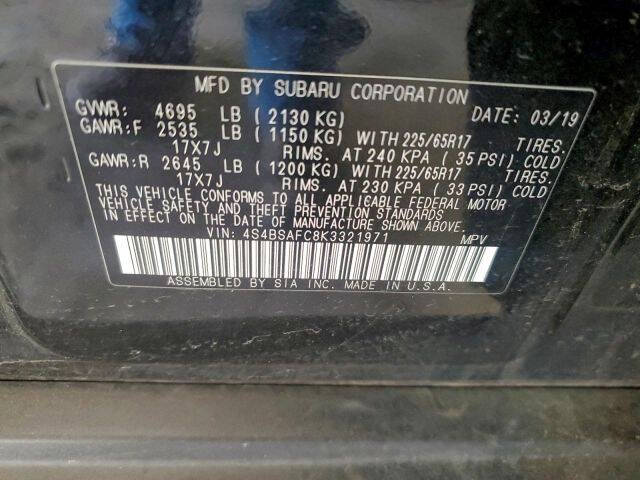 MFD BY SUBARU CORPORATION
GVWR: 4695 LB (2130 KG) DATE: 03/19
GAWR:F 2535 LB (1150 KG) WITH 225/65R17 TIRES.
17X7J RIMS. AT 240 KPA (35 PSI) COLD
GAWR:R 2645 LB (1200 KG) WITH 225/65R17 TIRES.
17X7J RIMS. AT 230 KPA (33 PSI) COLD
THIS VEHICLE CONFORMS TO ALL APPLICABLE FEDERAL MOTOR
VEHICLE SAFETY AND THEFT PREVENTION STANDARDS
IN EFFECT ON THE DATE OF MANUFACTURE SHOWN ABOVE.
VIN: 4S4BSAFC8K3321971 MPV
ASSEMBLED BY SIA INC. MADE IN U.S.A.